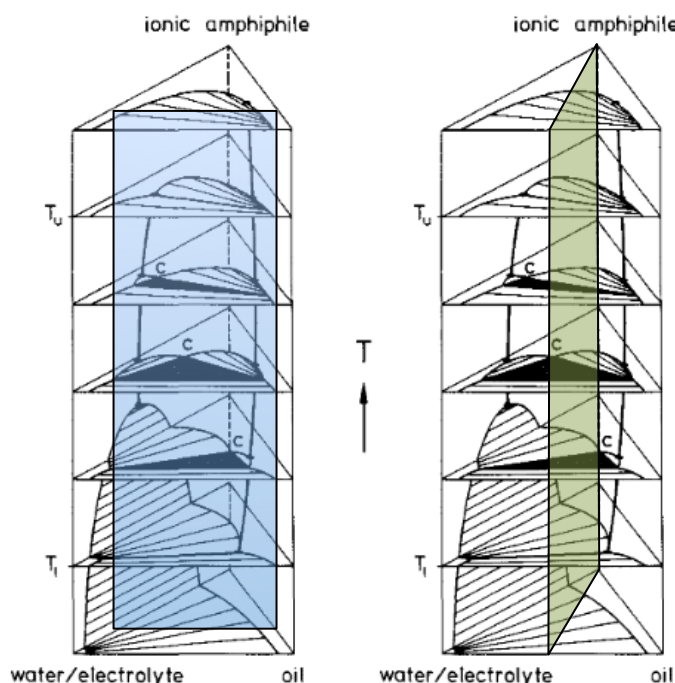 ionic amphiphile
ionic amphiphile
Tu
Tu
c
c
c
c
T
c
c
Tl
Tl
water/electrolyte oil
water/electrolyte oil